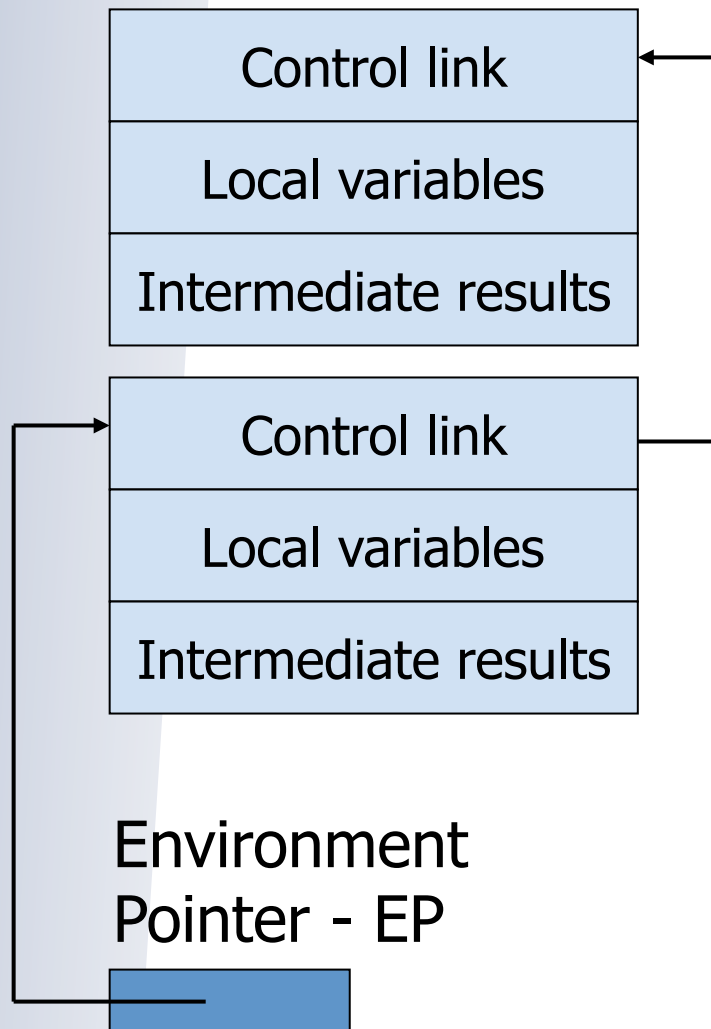 Control link
Local variables
Intermediate results
Control link
Local variables
Intermediate results
Environment
Pointer - EP